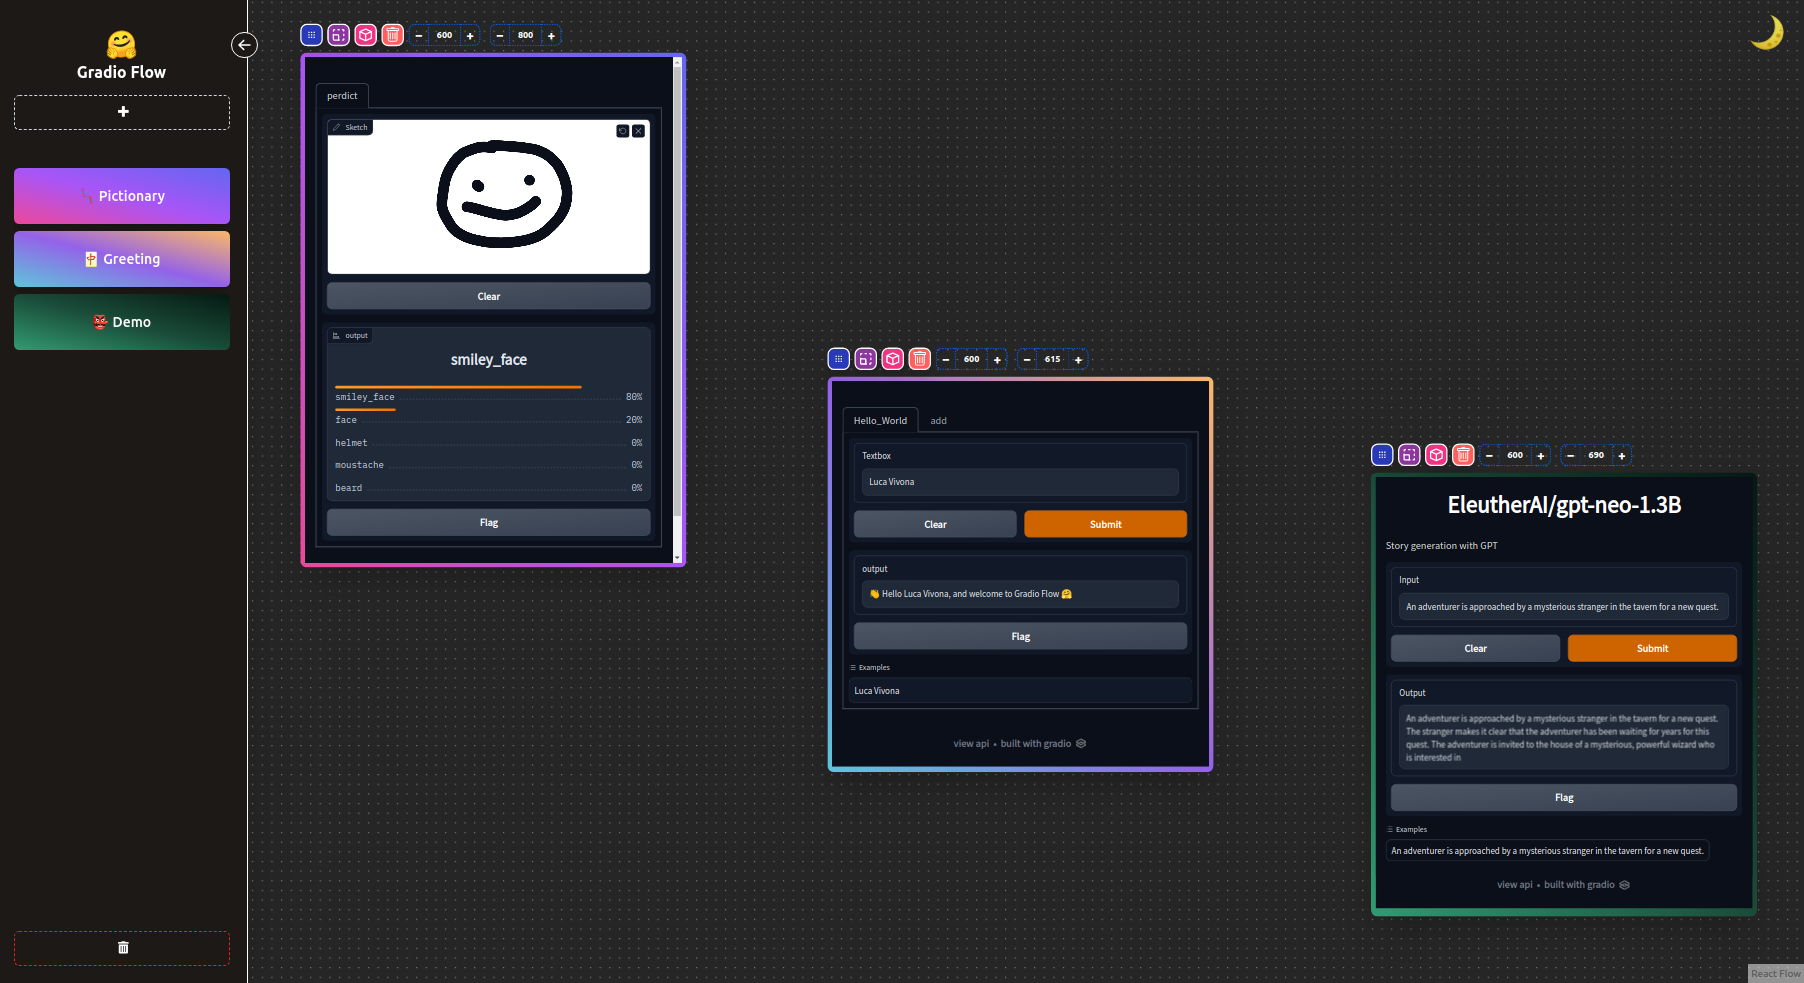 Gradio Flow
Pictionary
Greeting
Demo
600
800
perdict
Sketch
Clear
output
smiley_face
smiley_face 80%
face 20%
helmet 0%
moustache 0%
beard 0%
Flag
600
615
Hello_World add
Textbox
Luca Vivona
Clear
Submit
output
👋 Hello Luca Vivona, and welcome to Gradio Flow 🤗
Flag
Examples
Luca Vivona
view api • built with gradio
600
690
EleutherAI/gpt-neo-1.3B
Story generation with GPT
Input
An adventurer is approached by a mysterious stranger in the tavern for a new quest.
Clear
Submit
Output
An adventurer is approached by a mysterious stranger in the tavern for a new quest.
The stranger makes it clear that the adventurer has been waiting for years for this
quest. The adventurer is invited to the house of a mysterious, powerful wizard who
is interested in
Flag
Examples
An adventurer is approached by a mysterious stranger in the tavern for a new quest.
view api • built with gradio
React Flow